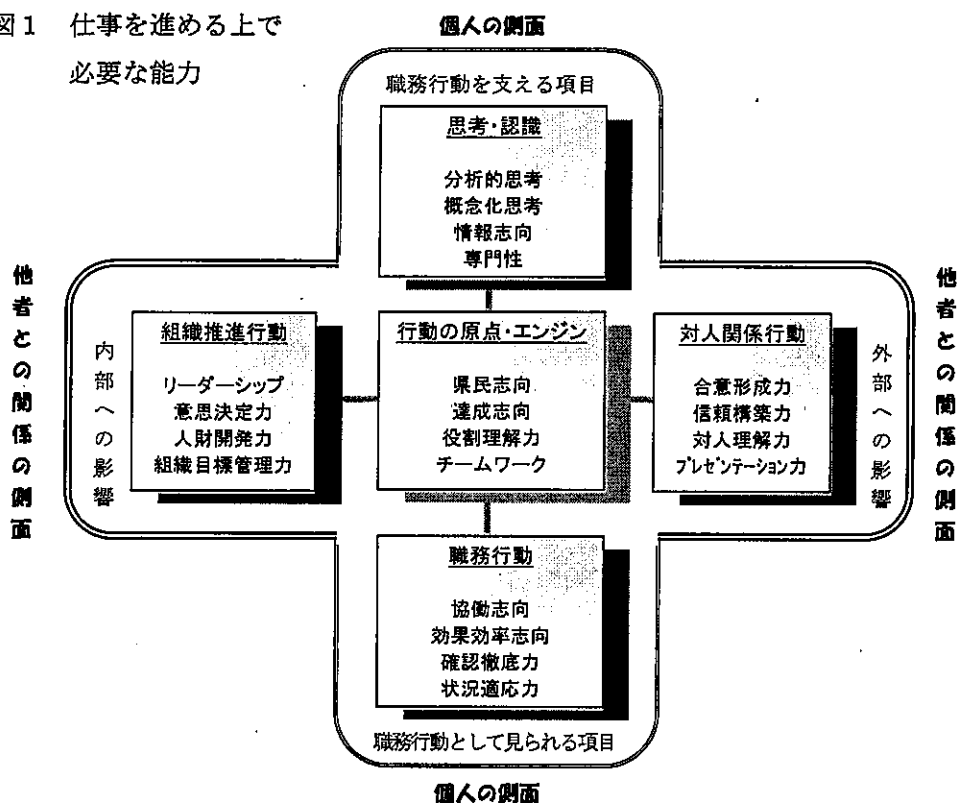 図1 仕事を進める上で
必要な能力
個人の側面
職務行動を支える項目
思考・認識
分析的思考
概念化思考
情報志向
専門性
他者との関係の側面
内部への影響
組織推進行動
リーダーシップ
意思決定力
人財開発力
組織目標管理力
行動の原点・エンジン
県民志向
達成志向
役割理解力
チームワーク
対人関係行動
合意形成力
信頼構築力
対人理解力
プレゼンテーション力
外部への影響
他者との関係の側面
職務行動
協働志向
効果効率志向
確認徹底力
状況適応力
職務行動として見られる項目
個人の側面